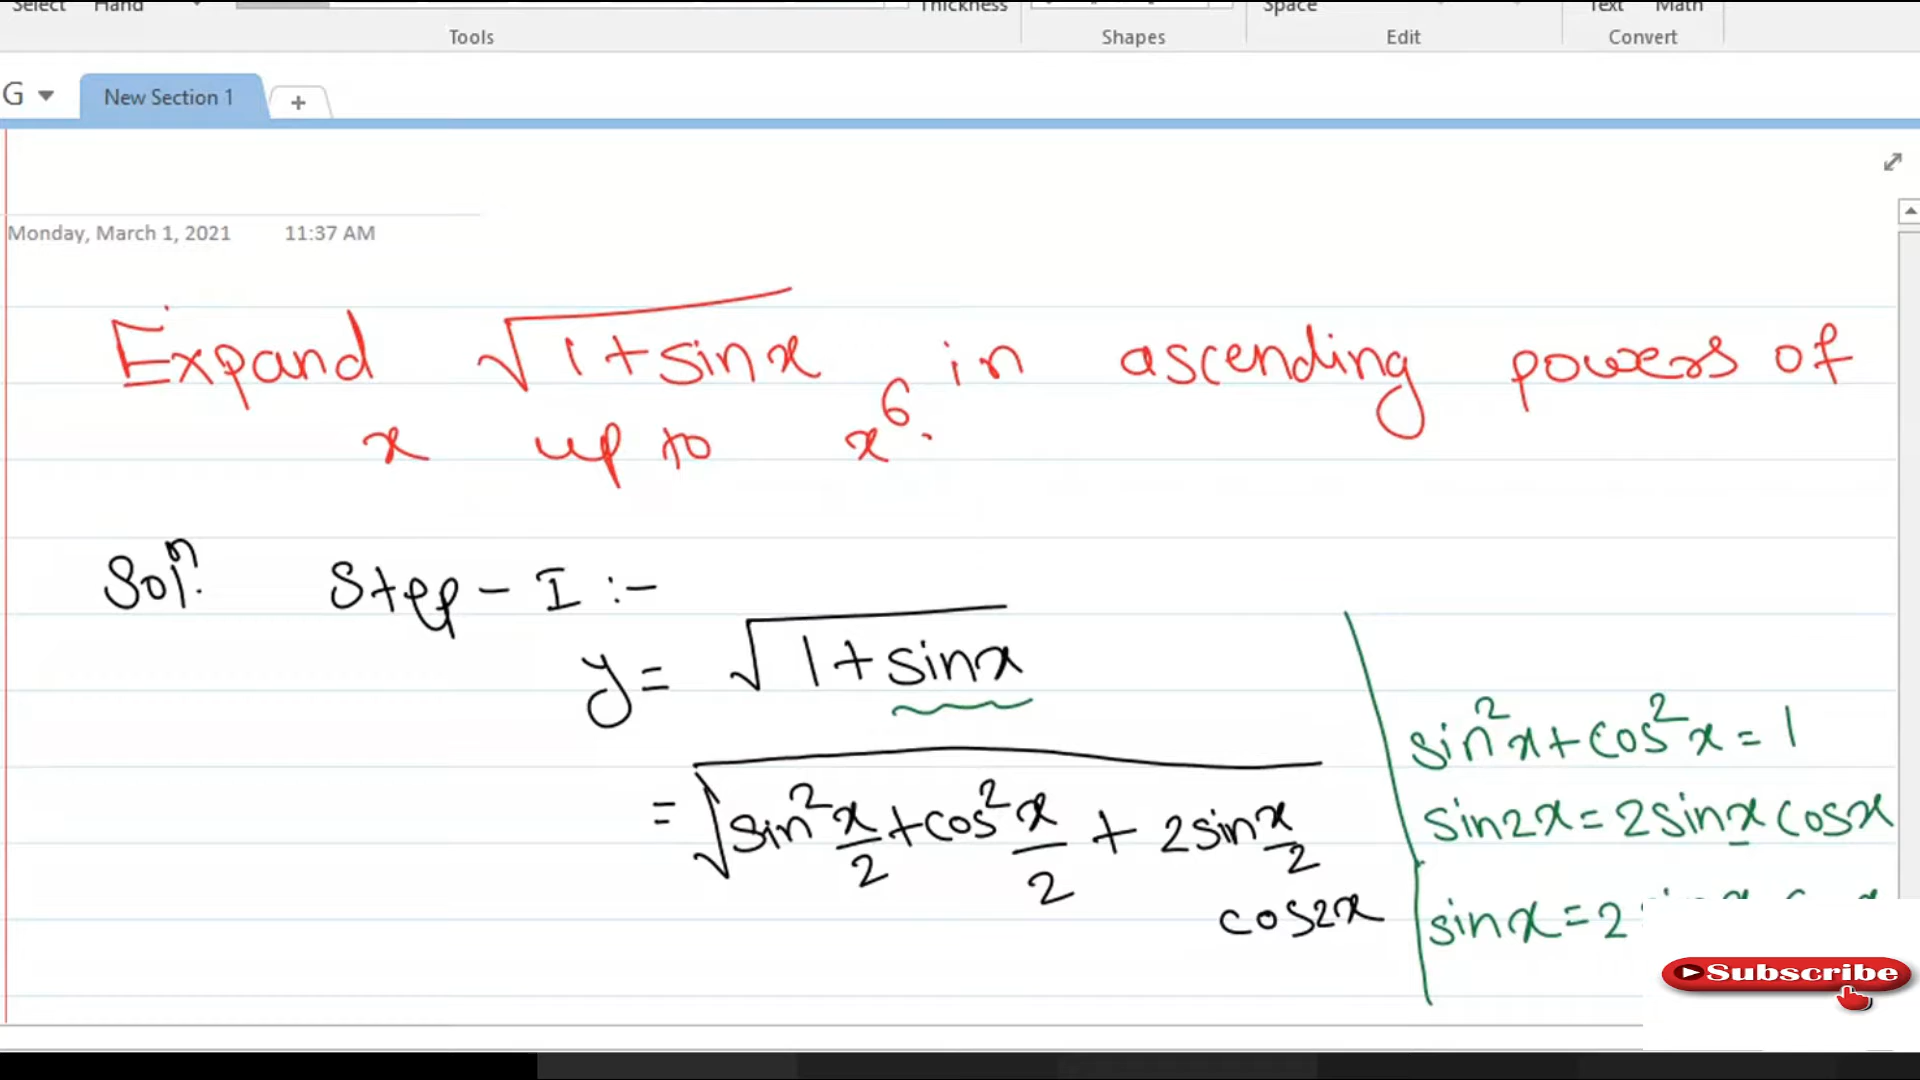 Select Hand Thickness Space Text Math
Tools Shapes Edit Convert
G New Section 1 +
Monday, March 1, 2021 11:37 AM
Expand √1+sinx in ascending powers of
x up to x⁶.
Solⁿ. Step - I :-
y = √1+sinx
= √sin²x/2+cos²x/2 + 2sinx/2
cos2x
sin²x+cos²x=1
sin2x=2sinx cosx
sinx=2
Subscribe